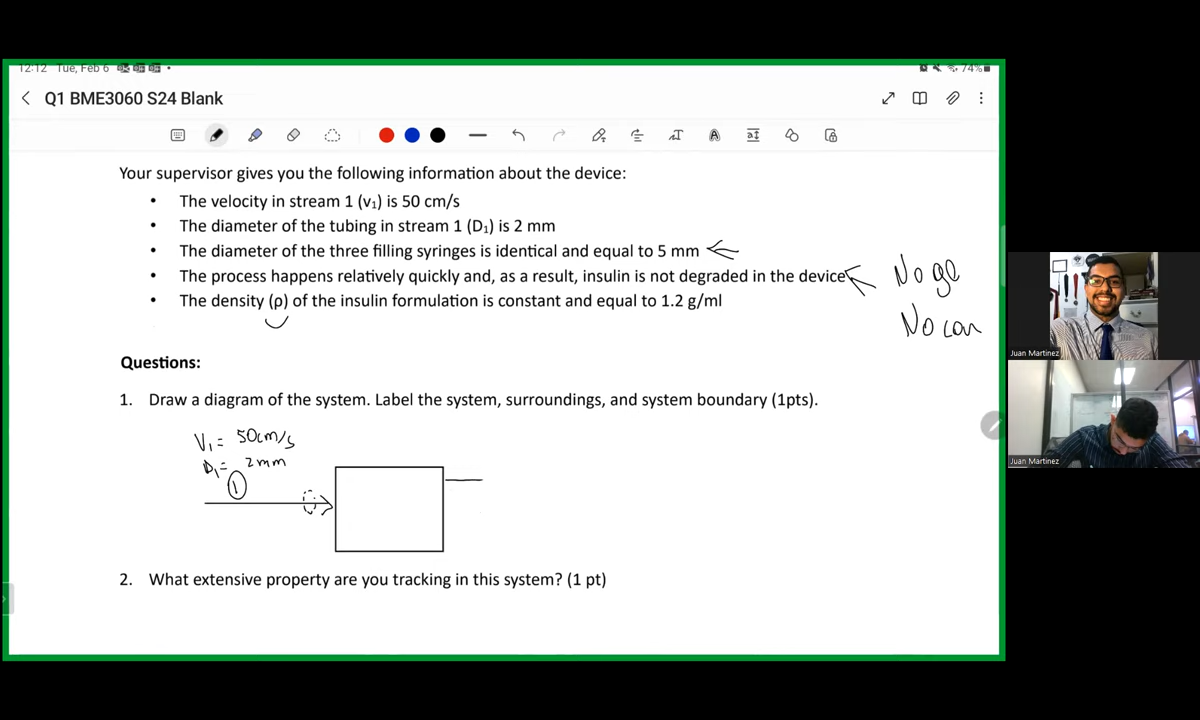 12:12 Tue, Feb 6
74%
Q1 BME3060 S24 Blank
Your supervisor gives you the following information about the device:
• The velocity in stream 1 (v₁) is 50 cm/s
• The diameter of the tubing in stream 1 (D₁) is 2 mm
• The diameter of the three filling syringes is identical and equal to 5 mm
• The process happens relatively quickly and, as a result, insulin is not degraded in the device
• The density (ρ) of the insulin formulation is constant and equal to 1.2 g/ml
No ge
No con
Questions:
1. Draw a diagram of the system. Label the system, surroundings, and system boundary (1pts).
V₁ = 50cm/s
D₁ = 2 mm
1
2. What extensive property are you tracking in this system? (1 pt)
Juan Martinez
Juan Martinez